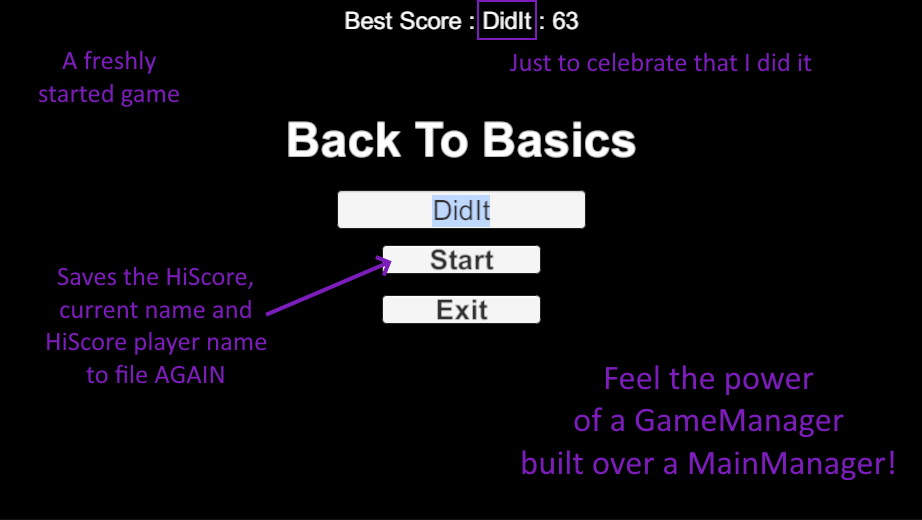 Best Score : DidIt : 63
A freshly
started game
Just to celebrate that I did it
Back To Basics
DidIt
Start
Exit
Saves the HiScore,
current name and
HiScore player name
to file AGAIN
Feel the power
of a GameManager
built over a MainManager!